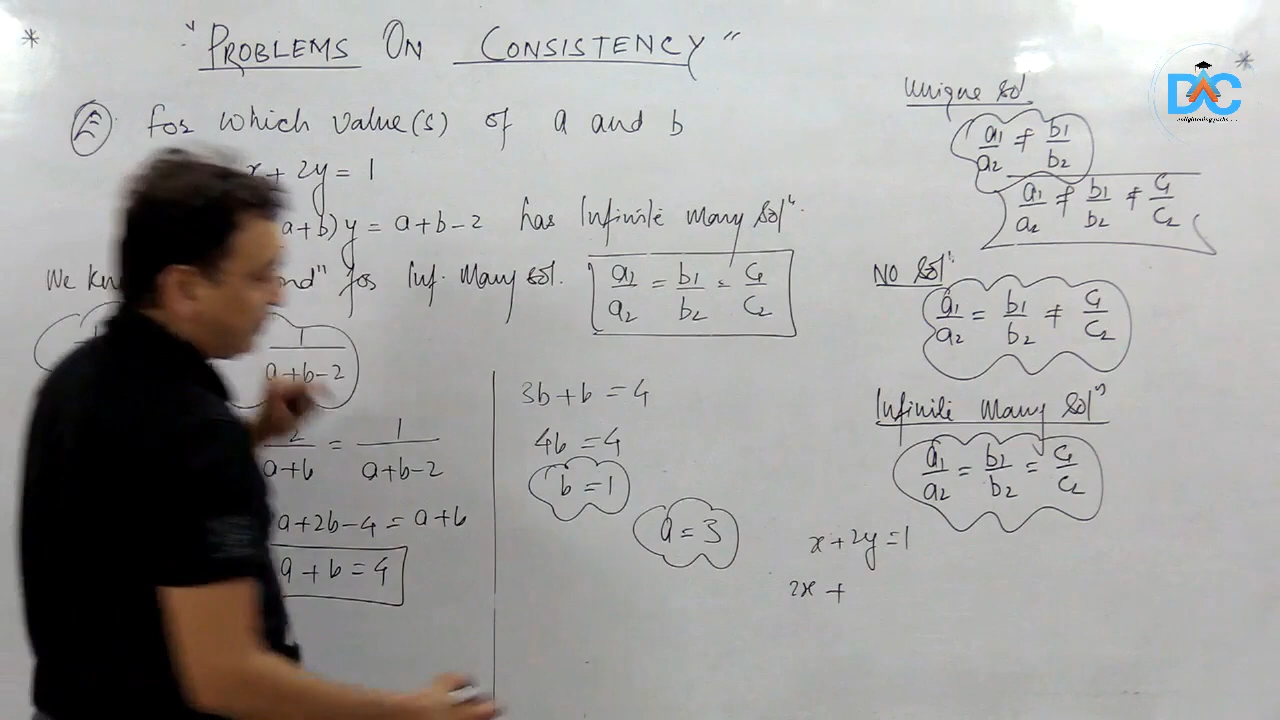 "PROBLEMS ON CONSISTENCY"
E for which value(s) of a and b
x + 2y = 1
a+b)y = a+b-2 has Infinite Many Solⁿ.
We kn nd" for Inf. Many sol. a₁/a₂ = b₁/b₂ = c₁/c₂
1/(a+b-2)
2/(a+b) = 1/(a+b-2)
a+2b-4 = a+b
a + b = 4
3b+b = 4
4b = 4
b = 1
a = 3
x + 2y = 1
2x +
Unique Sol
a₁/a₂ ≠ b₁/b₂
a₁/a₂ ≠ b₁/b₂ ≠ c₁/c₂
NO Solⁿ
a₁/a₂ = b₁/b₂ ≠ c₁/c₂
Infinite Many Solⁿ
a₁/a₂ = b₁/b₂ = c₁/c₂
DAC